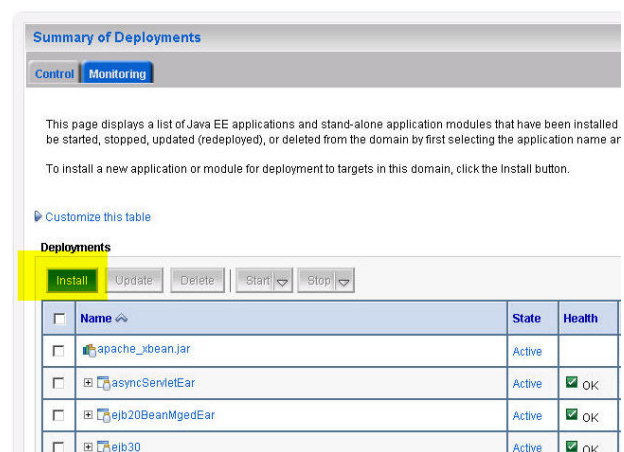 Summary of Deployments
Control Monitoring
This page displays a list of Java EE applications and stand-alone application modules that have been installed
be started, stopped, updated (redeployed), or deleted from the domain by first selecting the application name
To install a new application or module for deployment to targets in this domain, click the Install button.
Customize this table
Deployments
Install Update Delete Start Stop
Name State Health
apache_xbean.jar Active
asyncServletEar Active OK
ejb20BeanMgedEar Active OK
ejb30 Active OK